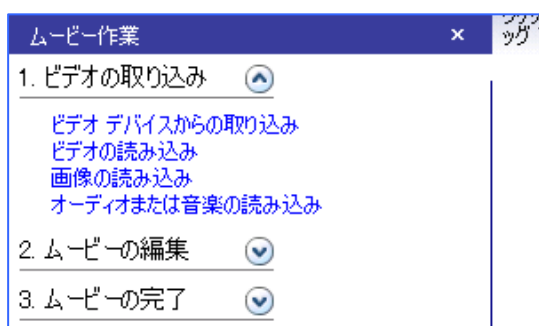 ムービー作業
1. ビデオの取り込み
ビデオ デバイスからの取り込み
ビデオの読み込み
画像の読み込み
オーディオまたは音楽の読み込み
2. ムービーの編集
3. ムービーの完了
ッグ